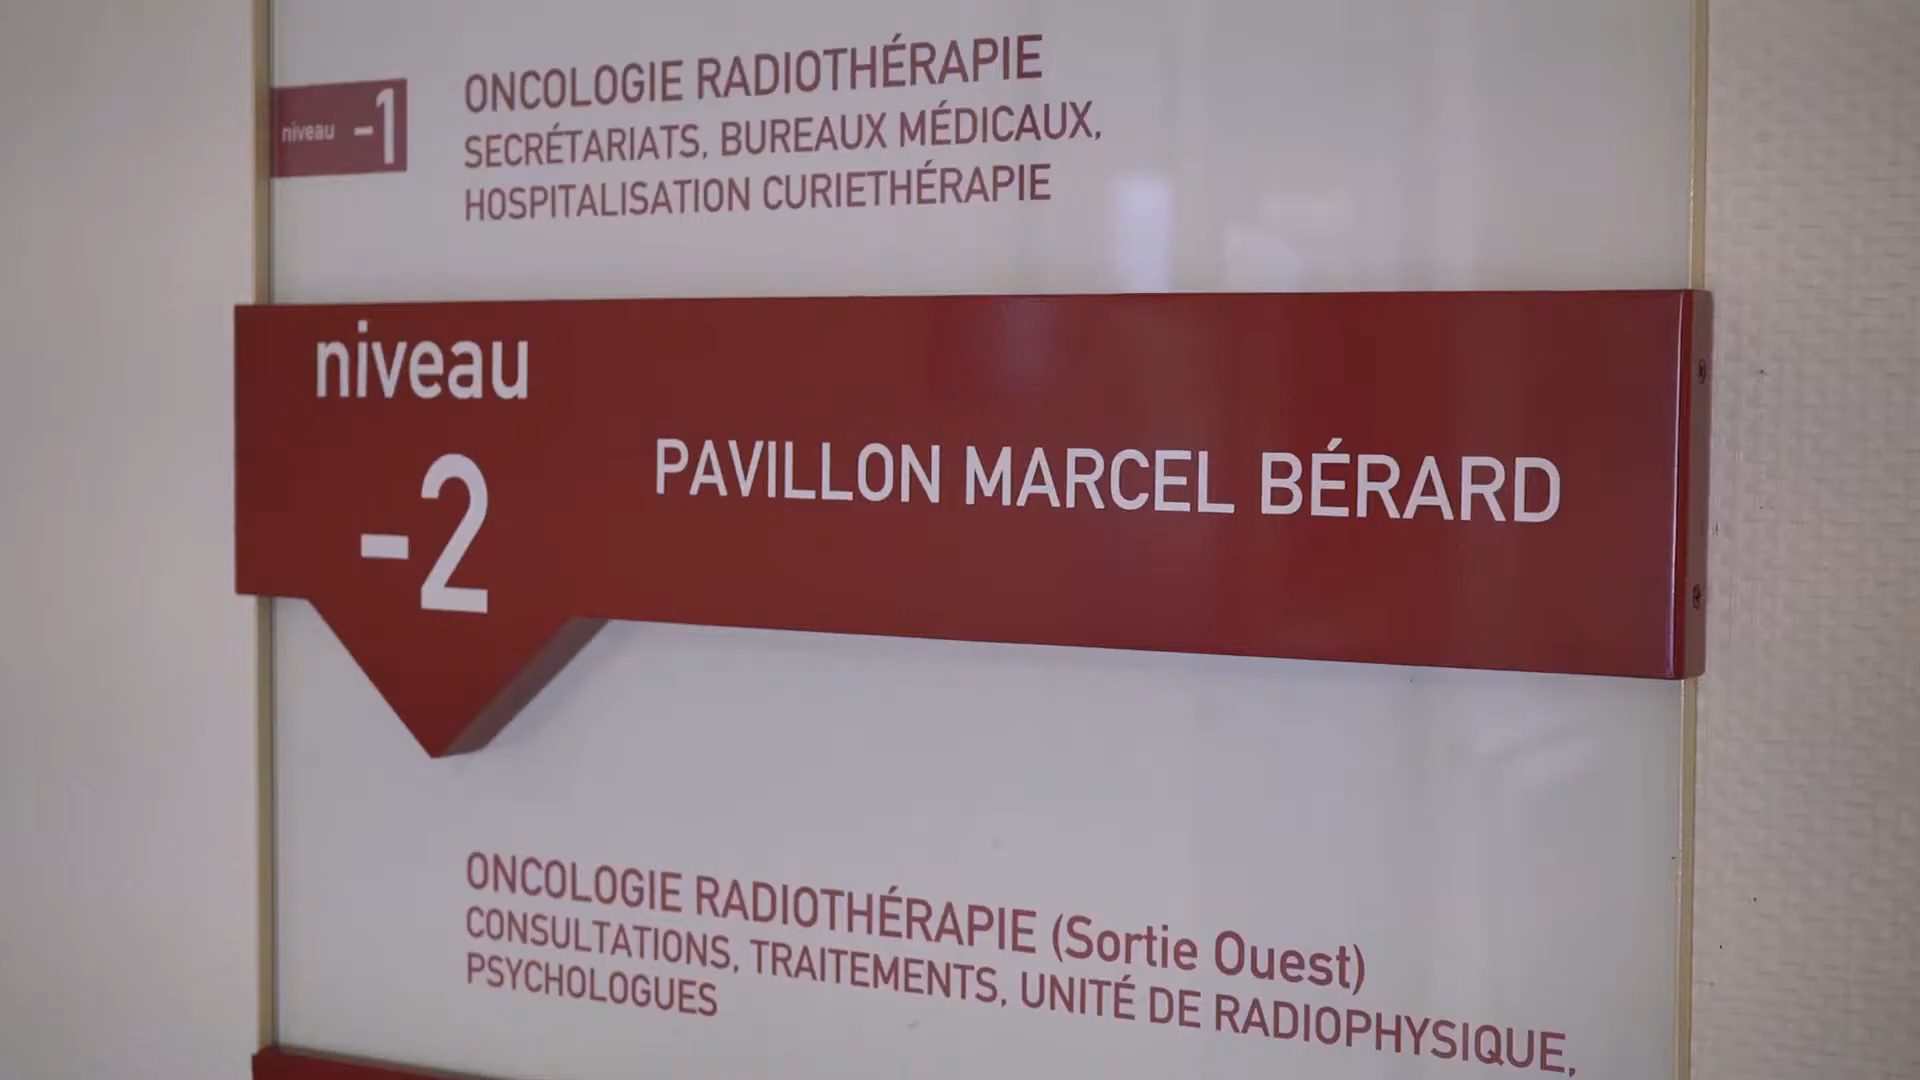 niveau -1
ONCOLOGIE RADIOTHÉRAPIE
SECRÉTARIATS, BUREAUX MÉDICAUX,
HOSPITALISATION CURIETHÉRAPIE
niveau
-2
PAVILLON MARCEL BÉRARD
ONCOLOGIE RADIOTHÉRAPIE (Sortie Ouest)
CONSULTATIONS, TRAITEMENTS, UNITÉ DE RADIOPHYSIQUE,
PSYCHOLOGUES